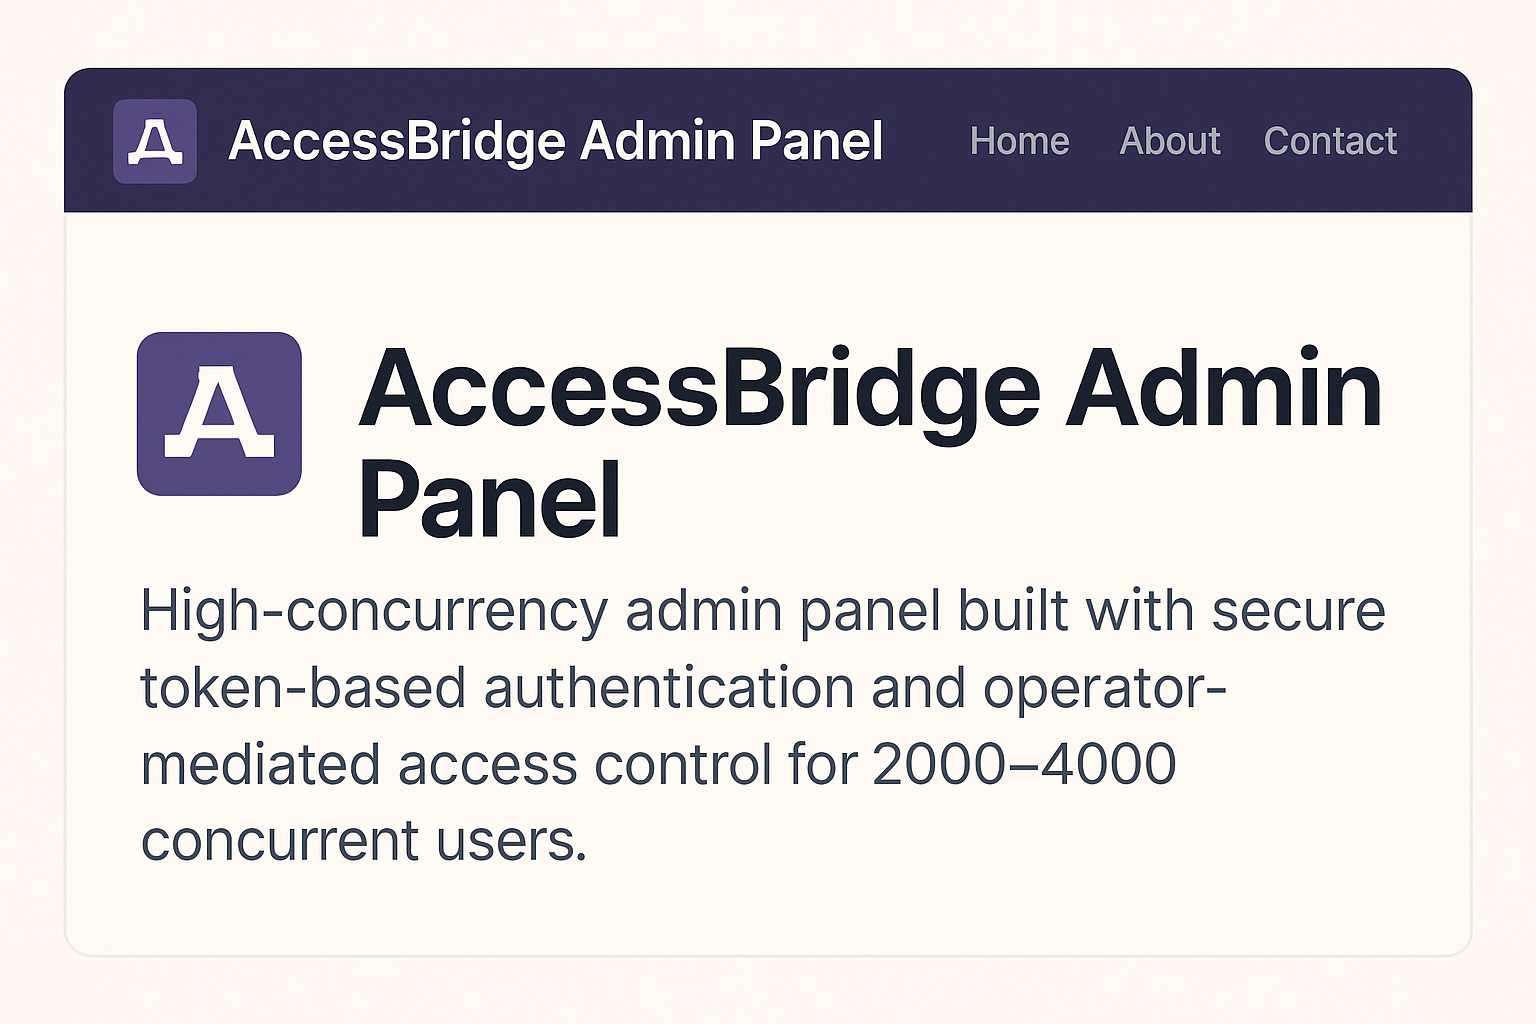 A AccessBridge Admin Panel Home About Contact
A AccessBridge Admin
Panel
High-concurrency admin panel built with secure
token-based authentication and operator-
mediated access control for 2000–4000
concurrent users.